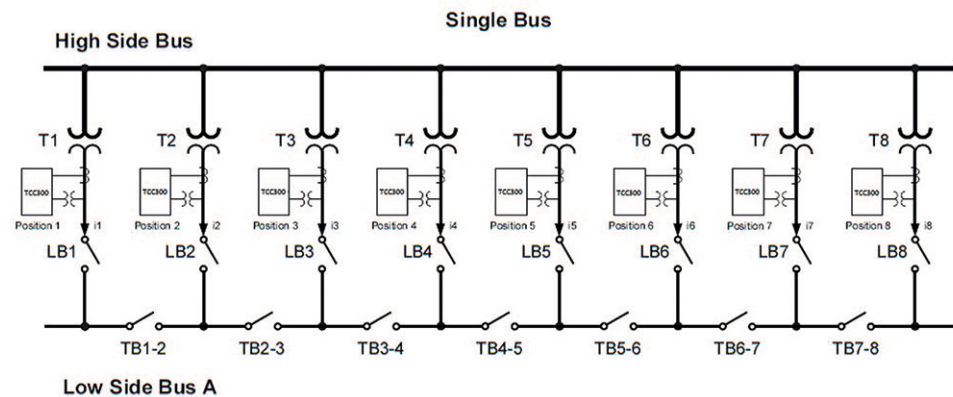 Single Bus
High Side Bus
T1 T2 T3 T4 T5 T6 T7 T8
TCC300 TCC300 TCC300 TCC300 TCC300 TCC300 TCC300 TCC300
Position 1 i1 Position 2 i2 Position 3 i3 Position 4 i4 Position 5 i5 Position 6 i6 Position 7 i7 Position 8 i8
LB1 LB2 LB3 LB4 LB5 LB6 LB7 LB8
TB1-2 TB2-3 TB3-4 TB4-5 TB5-6 TB6-7 TB7-8
Low Side Bus A